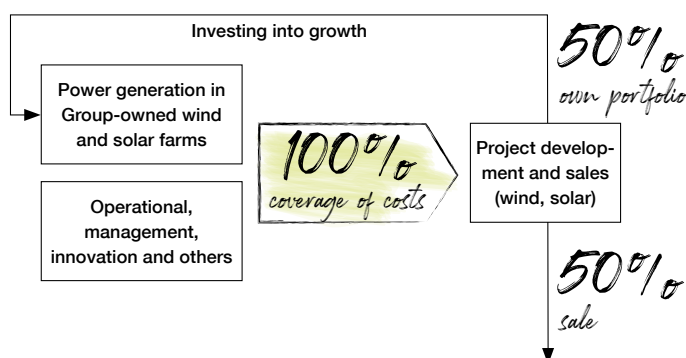 Investing into growth
50%
own portfolio
Power generation in
Group-owned wind
and solar farms
100%
coverage of costs
Project develop-
ment and sales
(wind, solar)
Operational,
management,
innovation and others
50%
sale